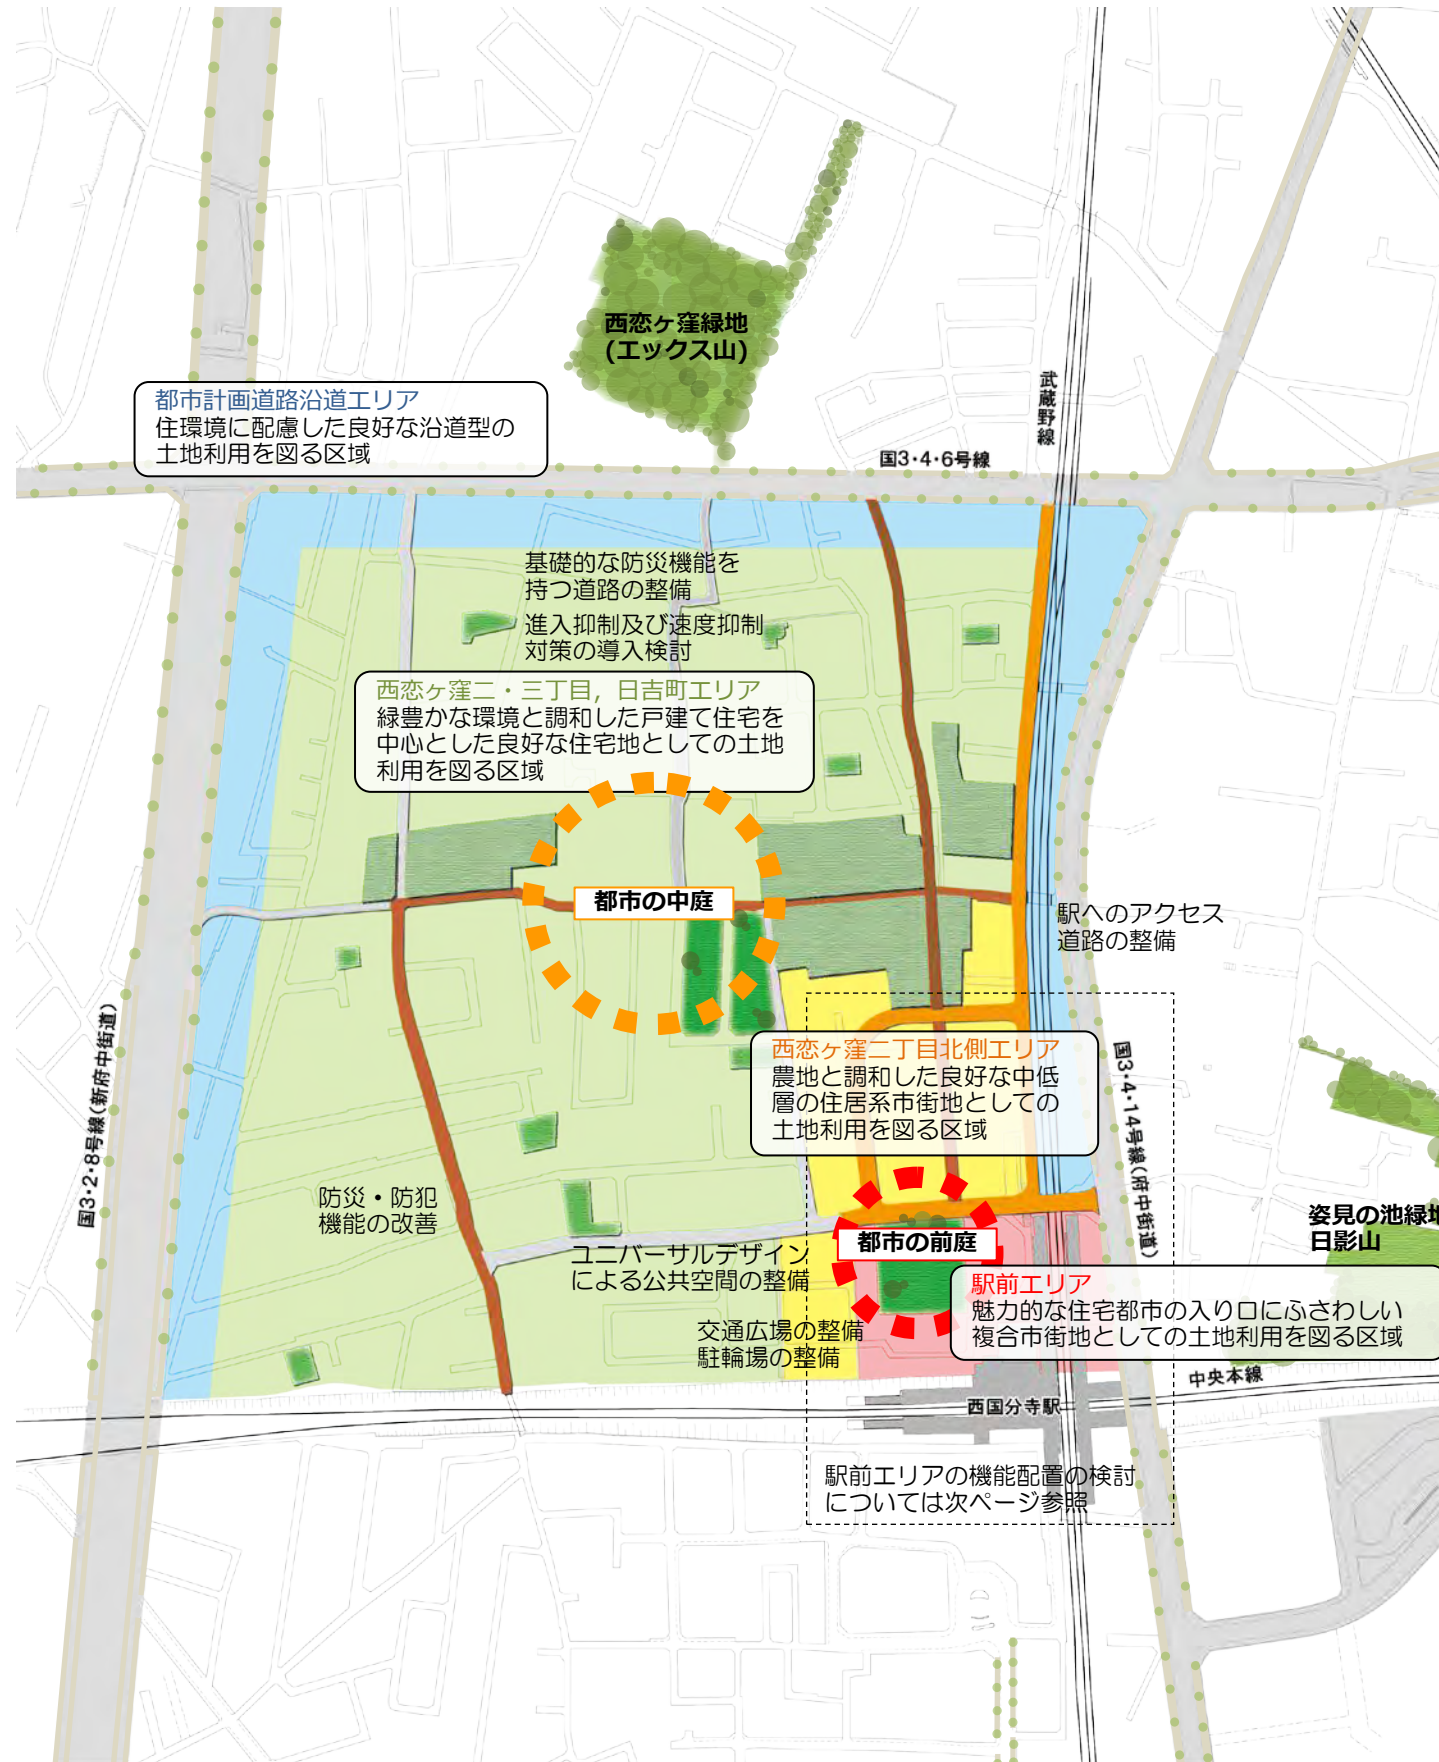 西恋ヶ窪緑地
(エックス山)
武蔵野線
都市計画道路沿道エリア
住環境に配慮した良好な沿道型の
土地利用を図る区域
国3・4・6号線
基礎的な防災機能を
持つ道路の整備
進入抑制及び速度抑制
対策の導入検討
西恋ヶ窪二・三丁目，日吉町エリア
緑豊かな環境と調和した戸建て住宅を
中心とした良好な住宅地としての土地
利用を図る区域
都市の中庭
駅へのアクセス
道路の整備
国3・2・8号線(新府中街道)
西恋ヶ窪二丁目北側エリア
農地と調和した良好な中低
層の住居系市街地としての
土地利用を図る区域
国3・4・14号線(府中街道)
防災・防犯
機能の改善
姿見の池緑地
日影山
都市の前庭
ユニバーサルデザイン
による公共空間の整備
駅前エリア
魅力的な住宅都市の入り口にふさわしい
複合市街地としての土地利用を図る区域
交通広場の整備
駐輪場の整備
中央本線
西国分寺駅
駅前エリアの機能配置の検討
については次ページ参照